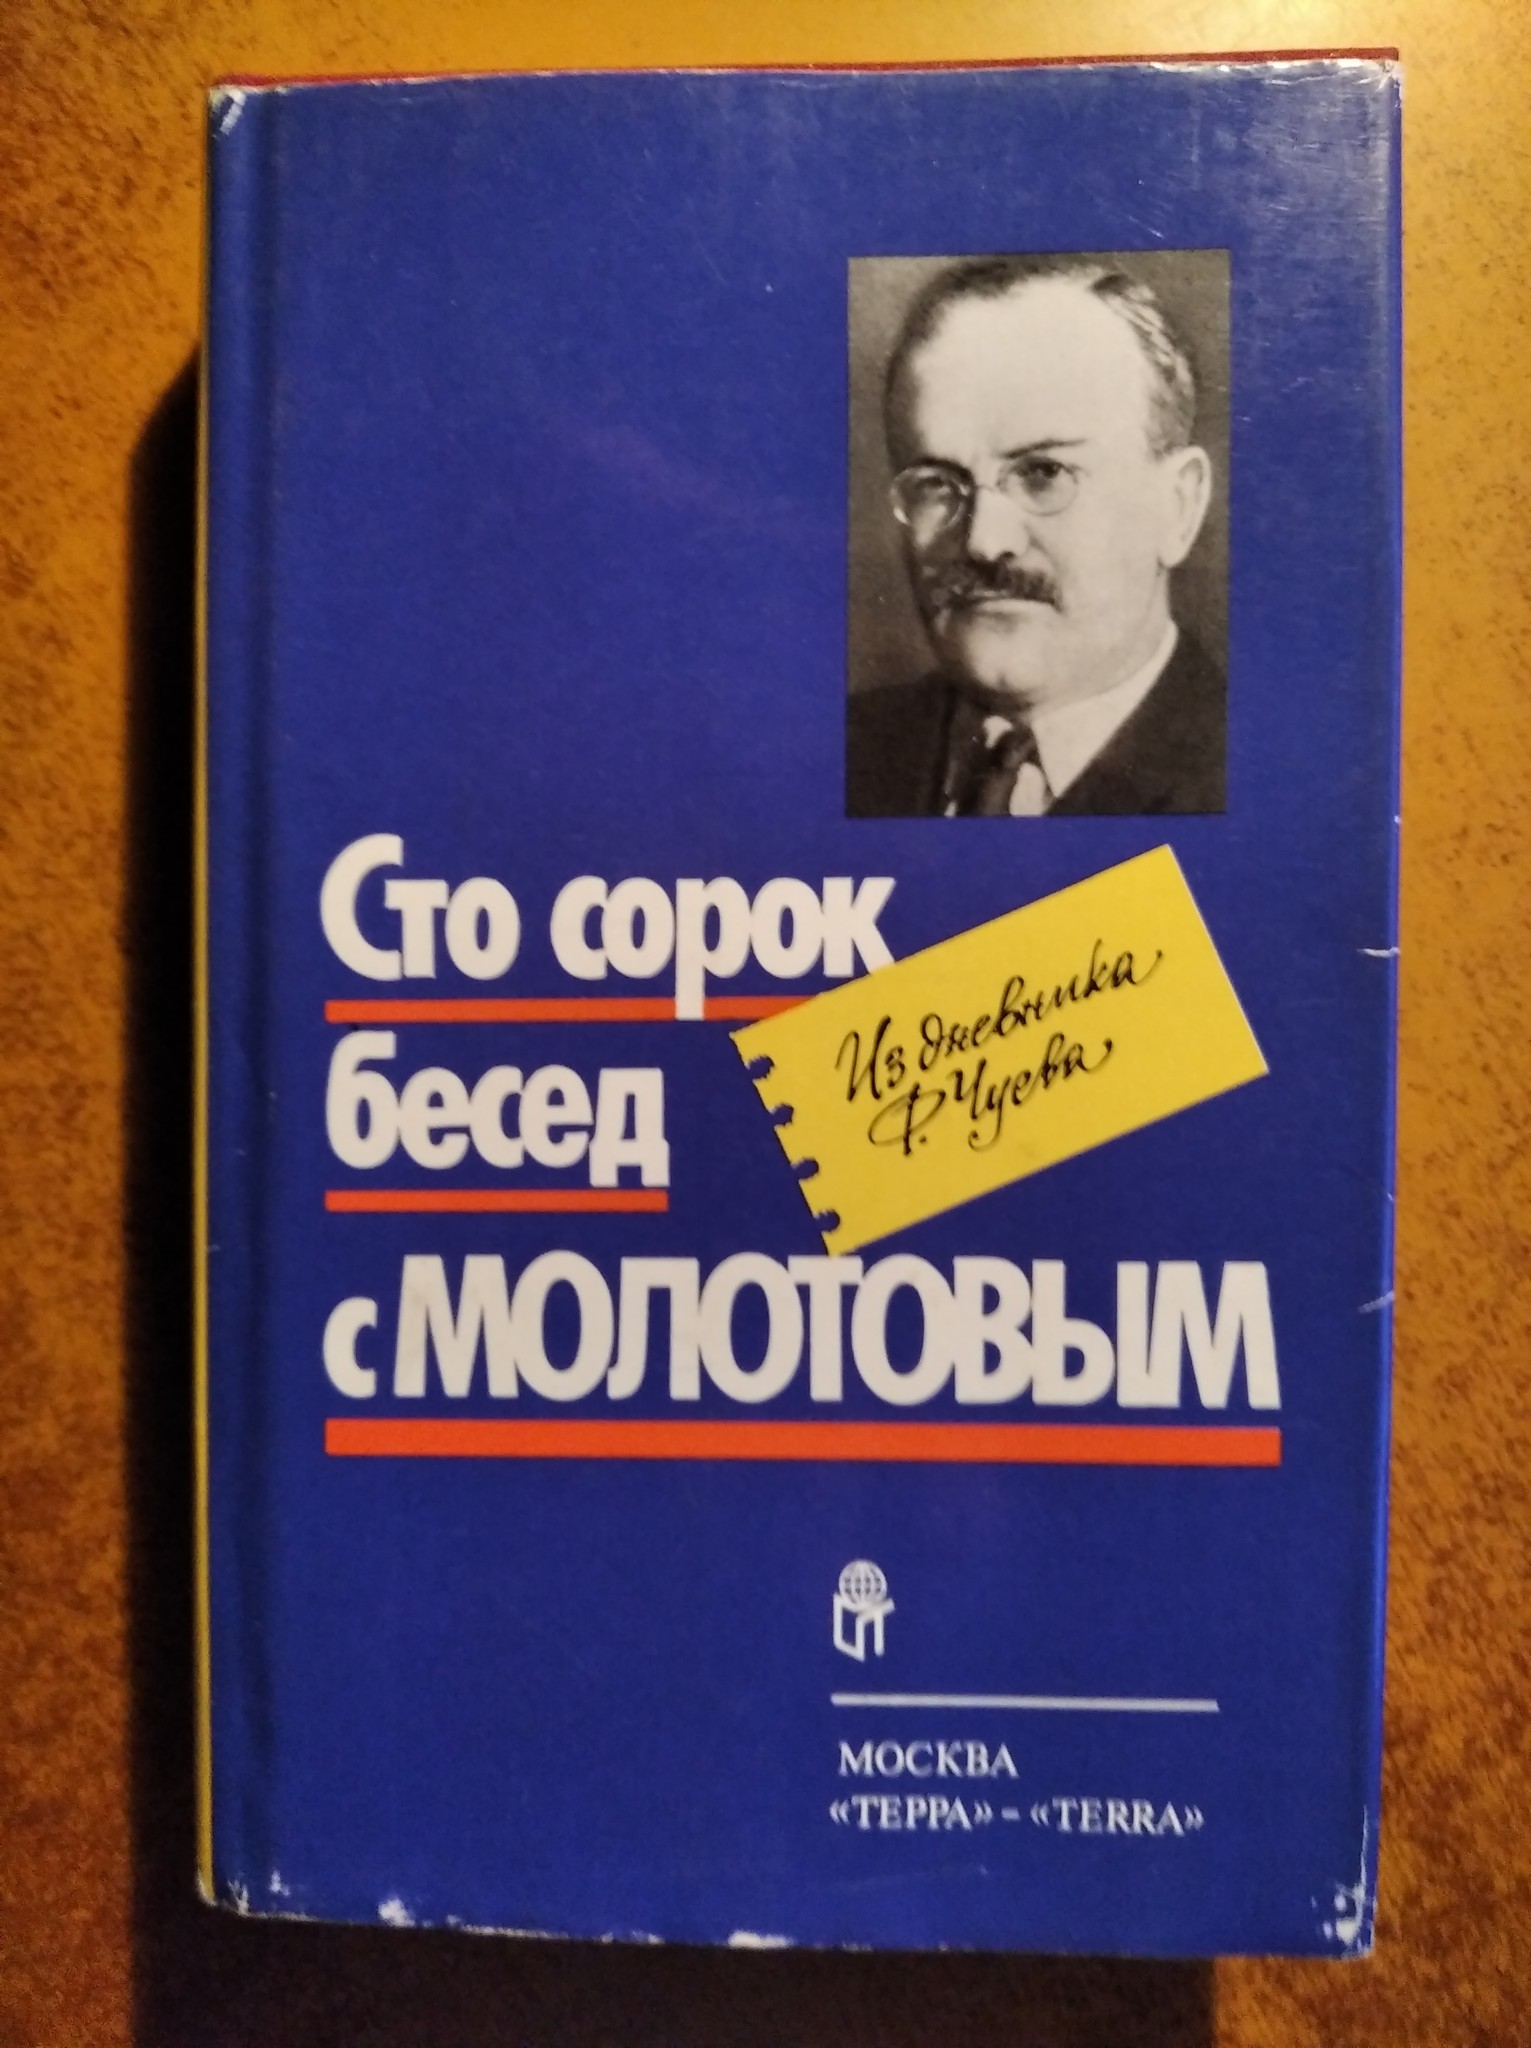 Сто сорок
бесед
с МОЛОТОВЫМ
Из дневника
Ф. Чуева
МОСКВА
«ТЕРРА» – «TERRA»